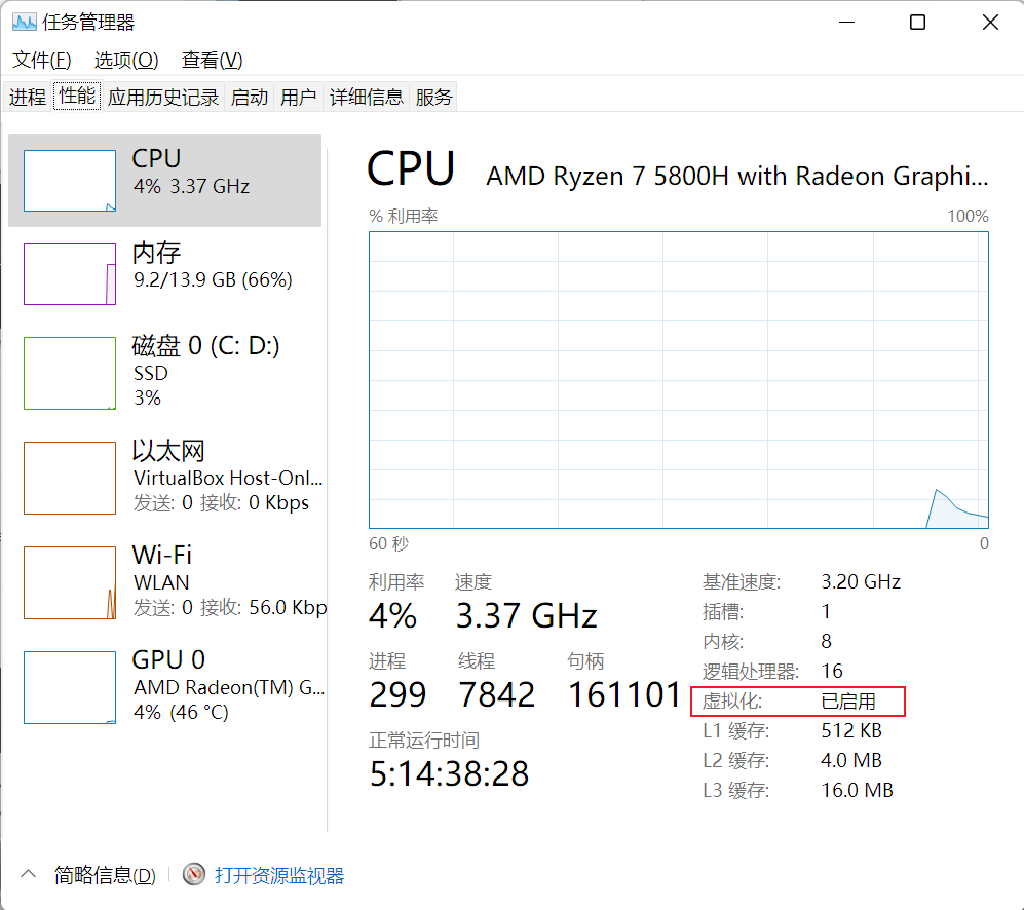 任务管理器
文件(F) 选项(O) 查看(V)
进程 性能 应用历史记录 启动 用户 详细信息 服务
CPU
4% 3.37 GHz
内存
9.2/13.9 GB (66%)
磁盘 0 (C: D:)
SSD
3%
以太网
VirtualBox Host-Onl...
发送: 0 接收: 0 Kbps
Wi-Fi
WLAN
发送: 0 接收: 56.0 Kbp
GPU 0
AMD Radeon(TM) G...
4% (46 °C)
CPU AMD Ryzen 7 5800H with Radeon Graphi...
% 利用率 100%
60 秒 0
利用率 速度
4% 3.37 GHz
进程 线程 句柄
299 7842 161101
正常运行时间
5:14:38:28
基准速度: 3.20 GHz
插槽: 1
内核: 8
逻辑处理器: 16
虚拟化: 已启用
L1 缓存: 512 KB
L2 缓存: 4.0 MB
L3 缓存: 16.0 MB
简略信息(D) 打开资源监视器